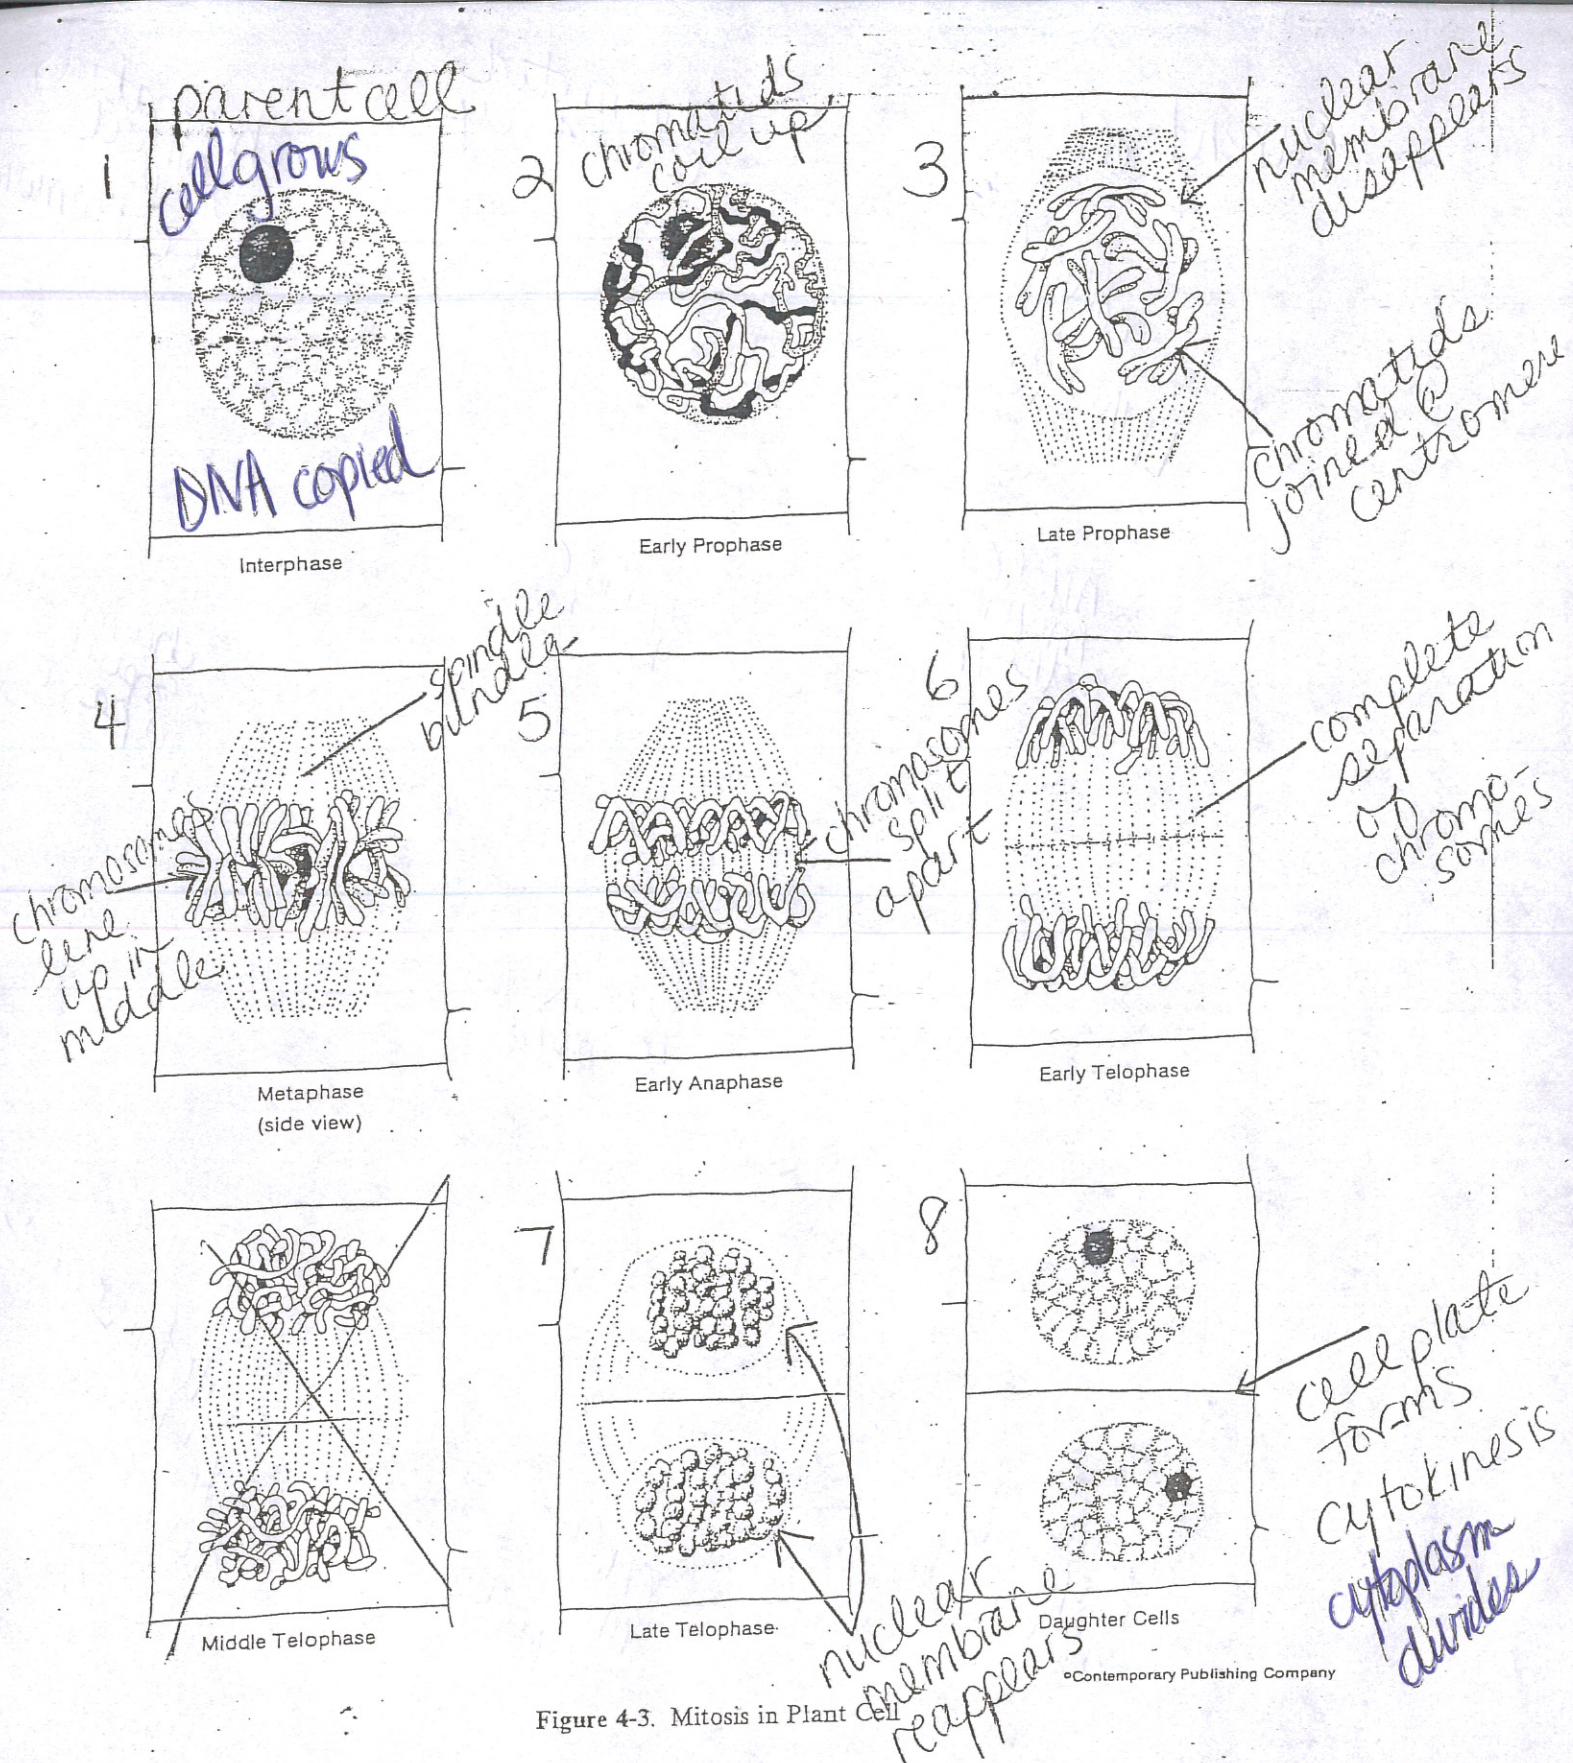 parent cell
1
cell grows
DNA copied
Interphase
2
chromatids
coil up
Early Prophase
3
nuclear
membrane
disappears
chromatids
joined @
centromere
Late Prophase
4
spindle
bundle
chromosomes
line
up in
middle
Metaphase
(side view)
5
chromosomes
split
apart
Early Anaphase
6
complete
separation
of
chromo-
somes
Early Telophase
Middle Telophase
7
nuclear
membrane
reappears
Late Telophase
8
cell plate
forms
cytokinesis
cytoplasm
divides
Daughter Cells
©Contemporary Publishing Company
Figure 4-3. Mitosis in Plant Cell